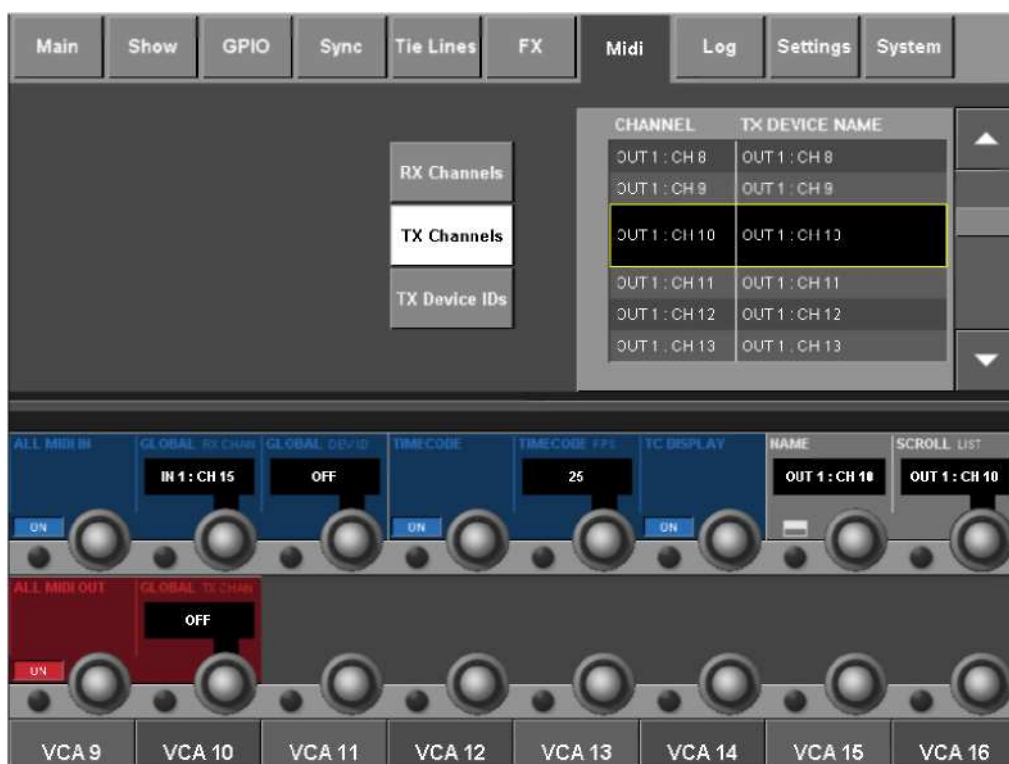 Main Show GPIO Sync Tie Lines FX Midi Log Settings System
CHANNEL TX DEVICE NAME
OUT 1 : CH 8 OUT 1 : CH 8
RX Channels
OUT 1 : CH 9 OUT 1 : CH 9
TX Channels
OUT 1 : CH 10 OUT 1 : CH 10
OUT 1 : CH 11 OUT 1 : CH 11
TX Device IDs
OUT 1 : CH 12 OUT 1 : CH 12
OUT 1 : CH 13 OUT 1 : CH 13
ALL MIDI IN GLOBAL RX CHAN GLOBAL DEV ID TIMECODE TIMECODE FPS TC DISPLAY NAME SCROLL LIST
IN 1 : CH 15 OFF 25 OUT 1 : CH 10 OUT 1 : CH 10
ON ON ON
ALL MIDI OUT GLOBAL TX CHAN
OFF
ON
VCA 9 VCA 10 VCA 11 VCA 12 VCA 13 VCA 14 VCA 15 VCA 16